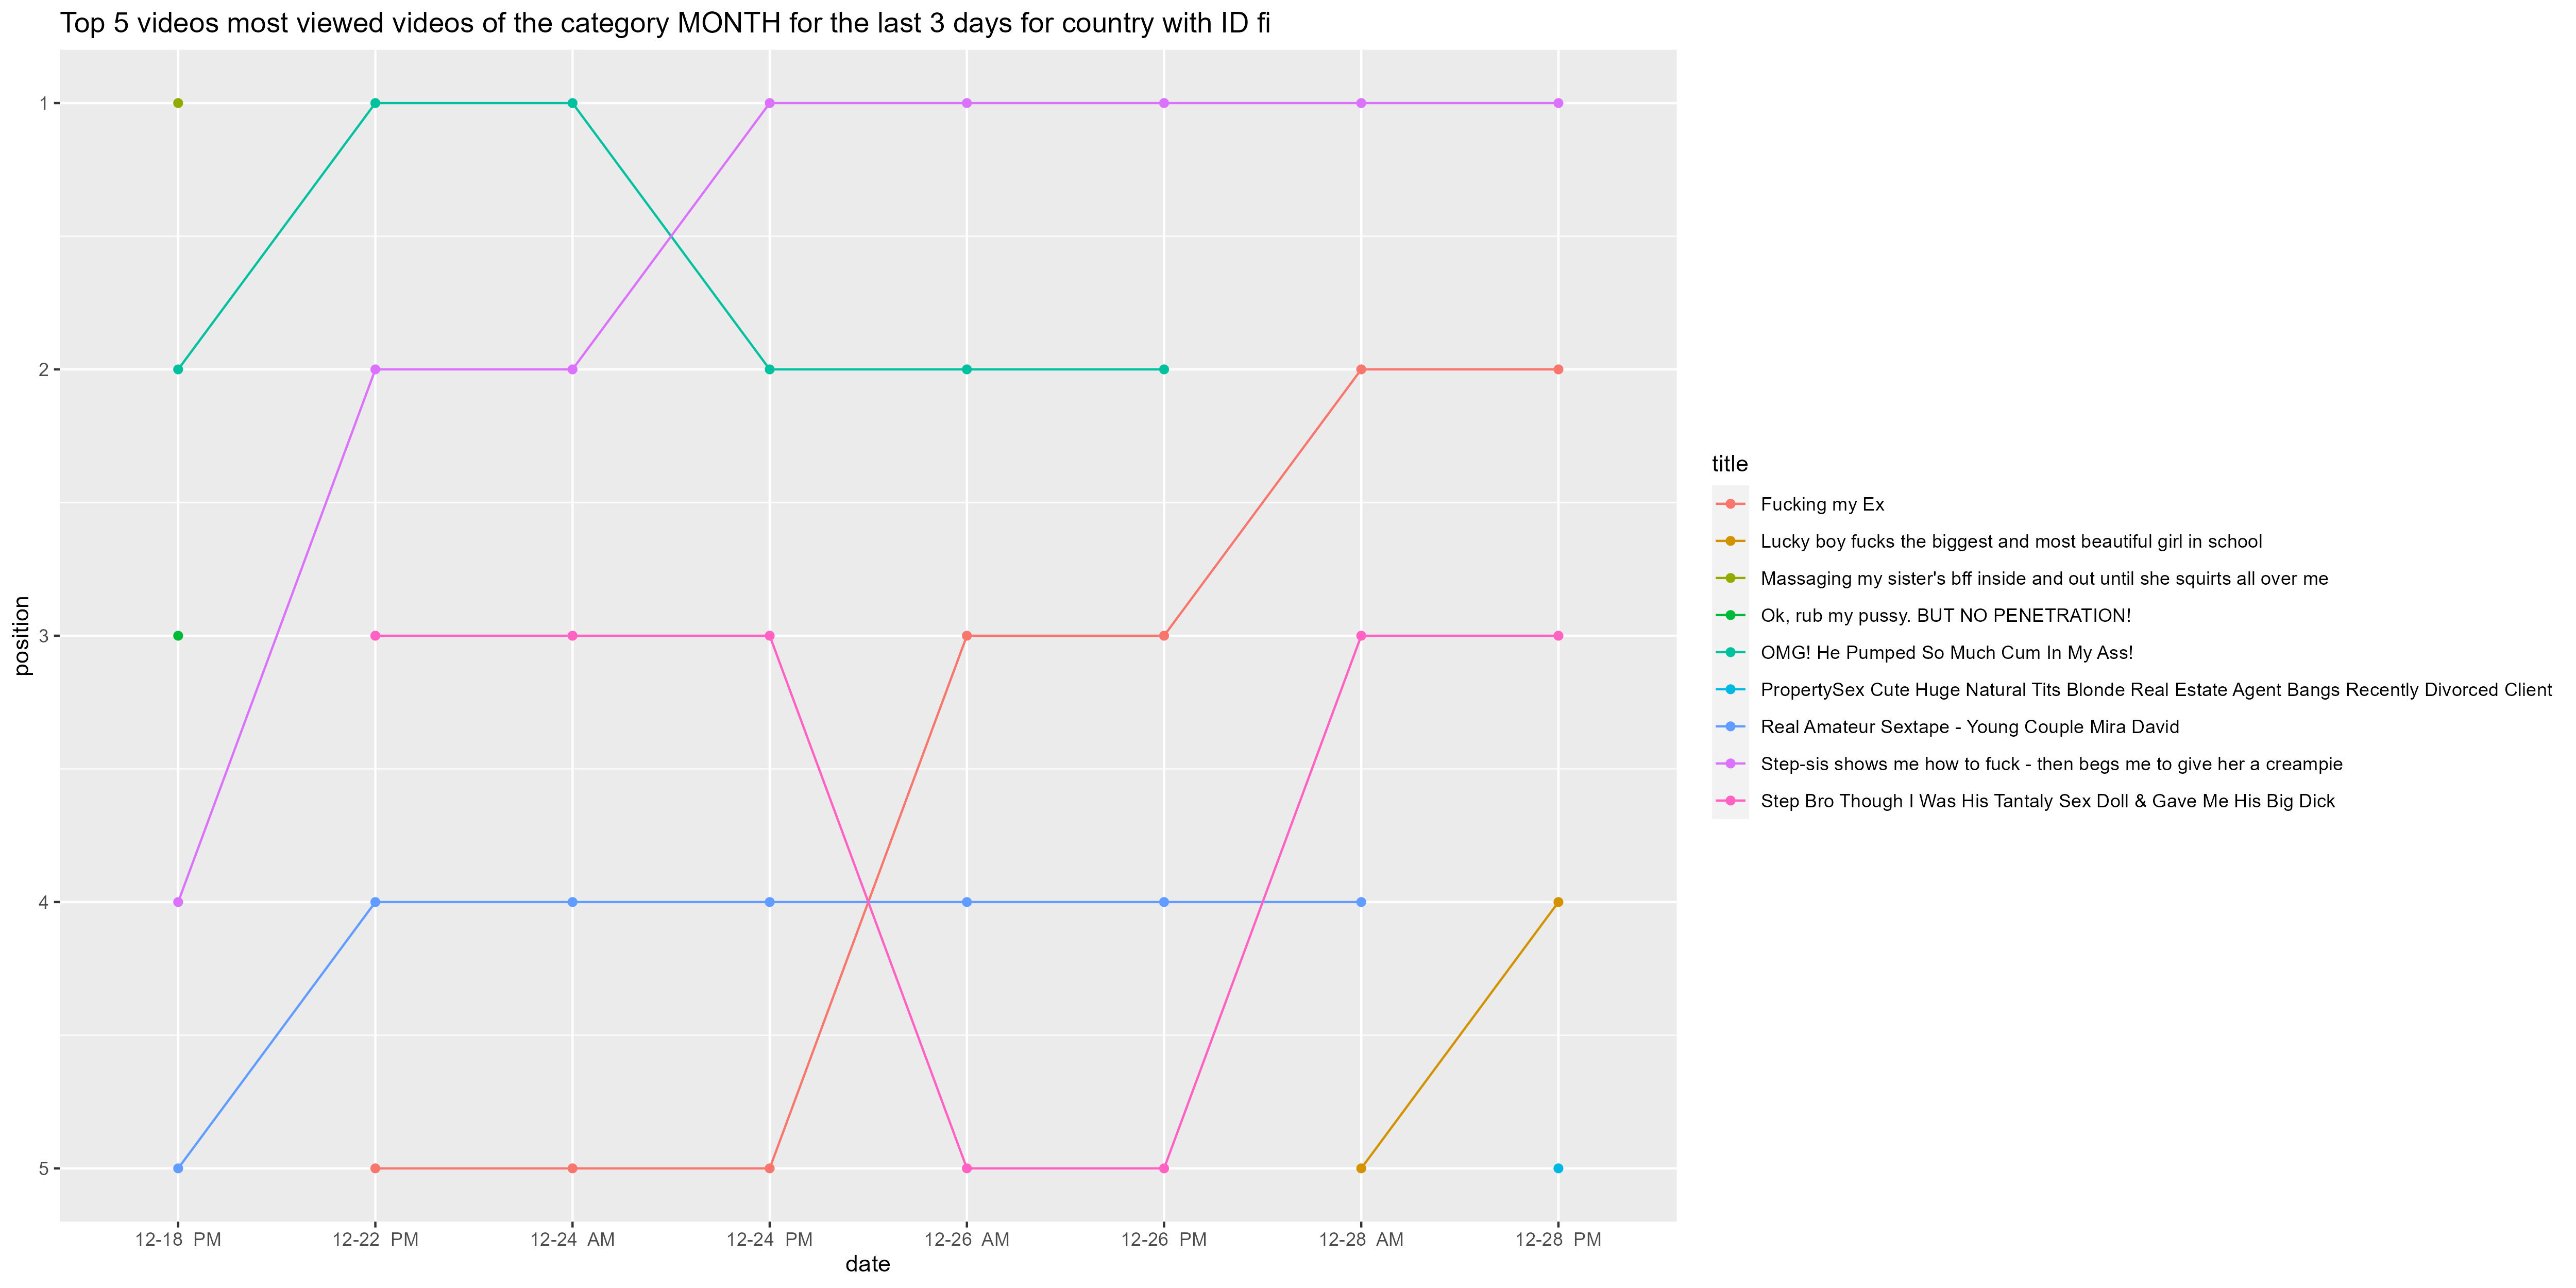 Top 5 videos most viewed videos of the category MONTH for the last 3 days for country with ID fi
position
1
2
3
4
5
12-18 PM
12-22 PM
12-24 AM
12-24 PM
12-26 AM
12-26 PM
12-28 AM
12-28 PM
date
title
Fucking my Ex
Lucky boy fucks the biggest and most beautiful girl in school
Massaging my sister's bff inside and out until she squirts all over me
Ok, rub my pussy. BUT NO PENETRATION!
OMG! He Pumped So Much Cum In My Ass!
PropertySex Cute Huge Natural Tits Blonde Real Estate Agent Bangs Recently Divorced Client
Real Amateur Sextape - Young Couple Mira David
Step-sis shows me how to fuck - then begs me to give her a creampie
Step Bro Though I Was His Tantaly Sex Doll & Gave Me His Big Dick